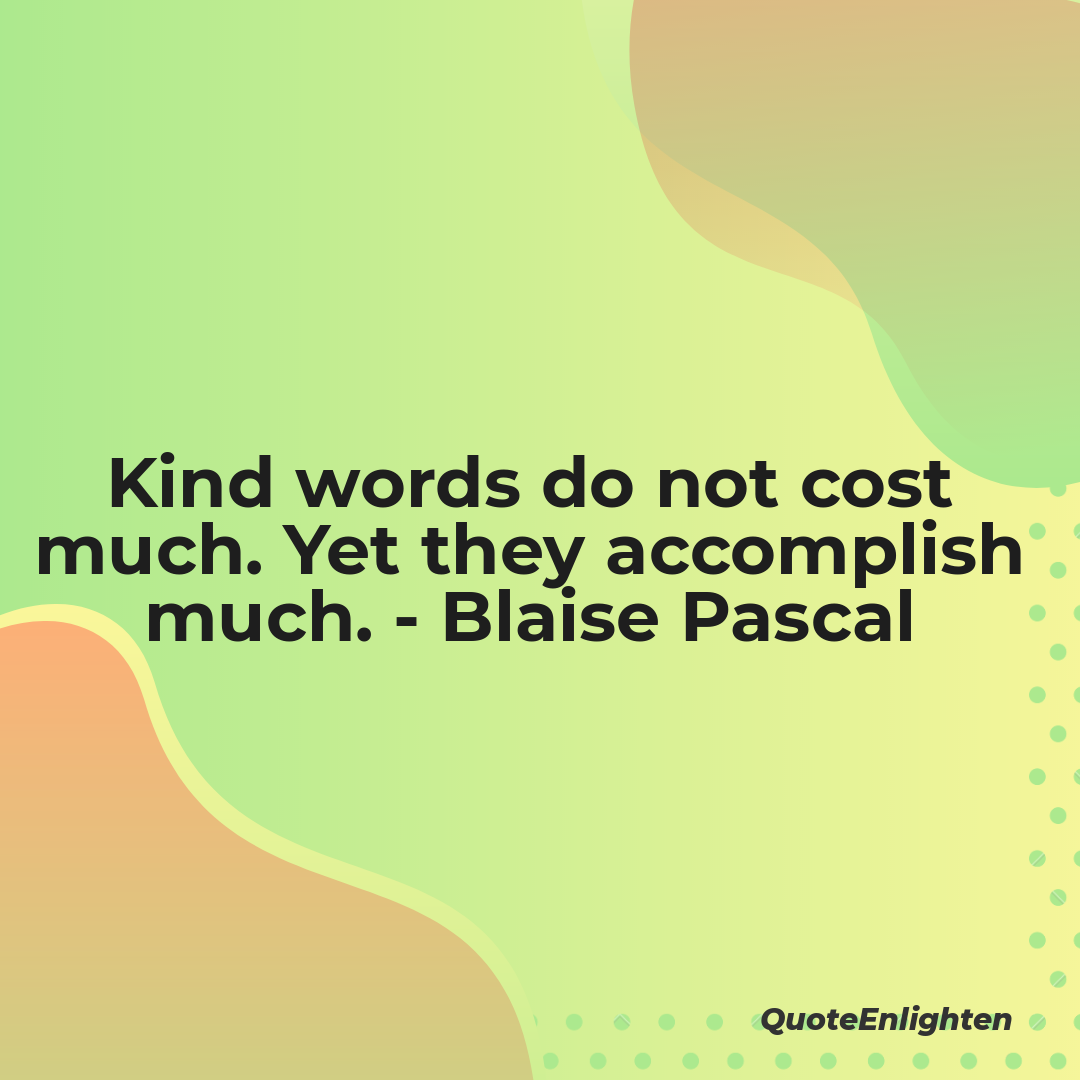 Kind words do not cost
much. Yet they accomplish
much. - Blaise Pascal
QuoteEnlighten